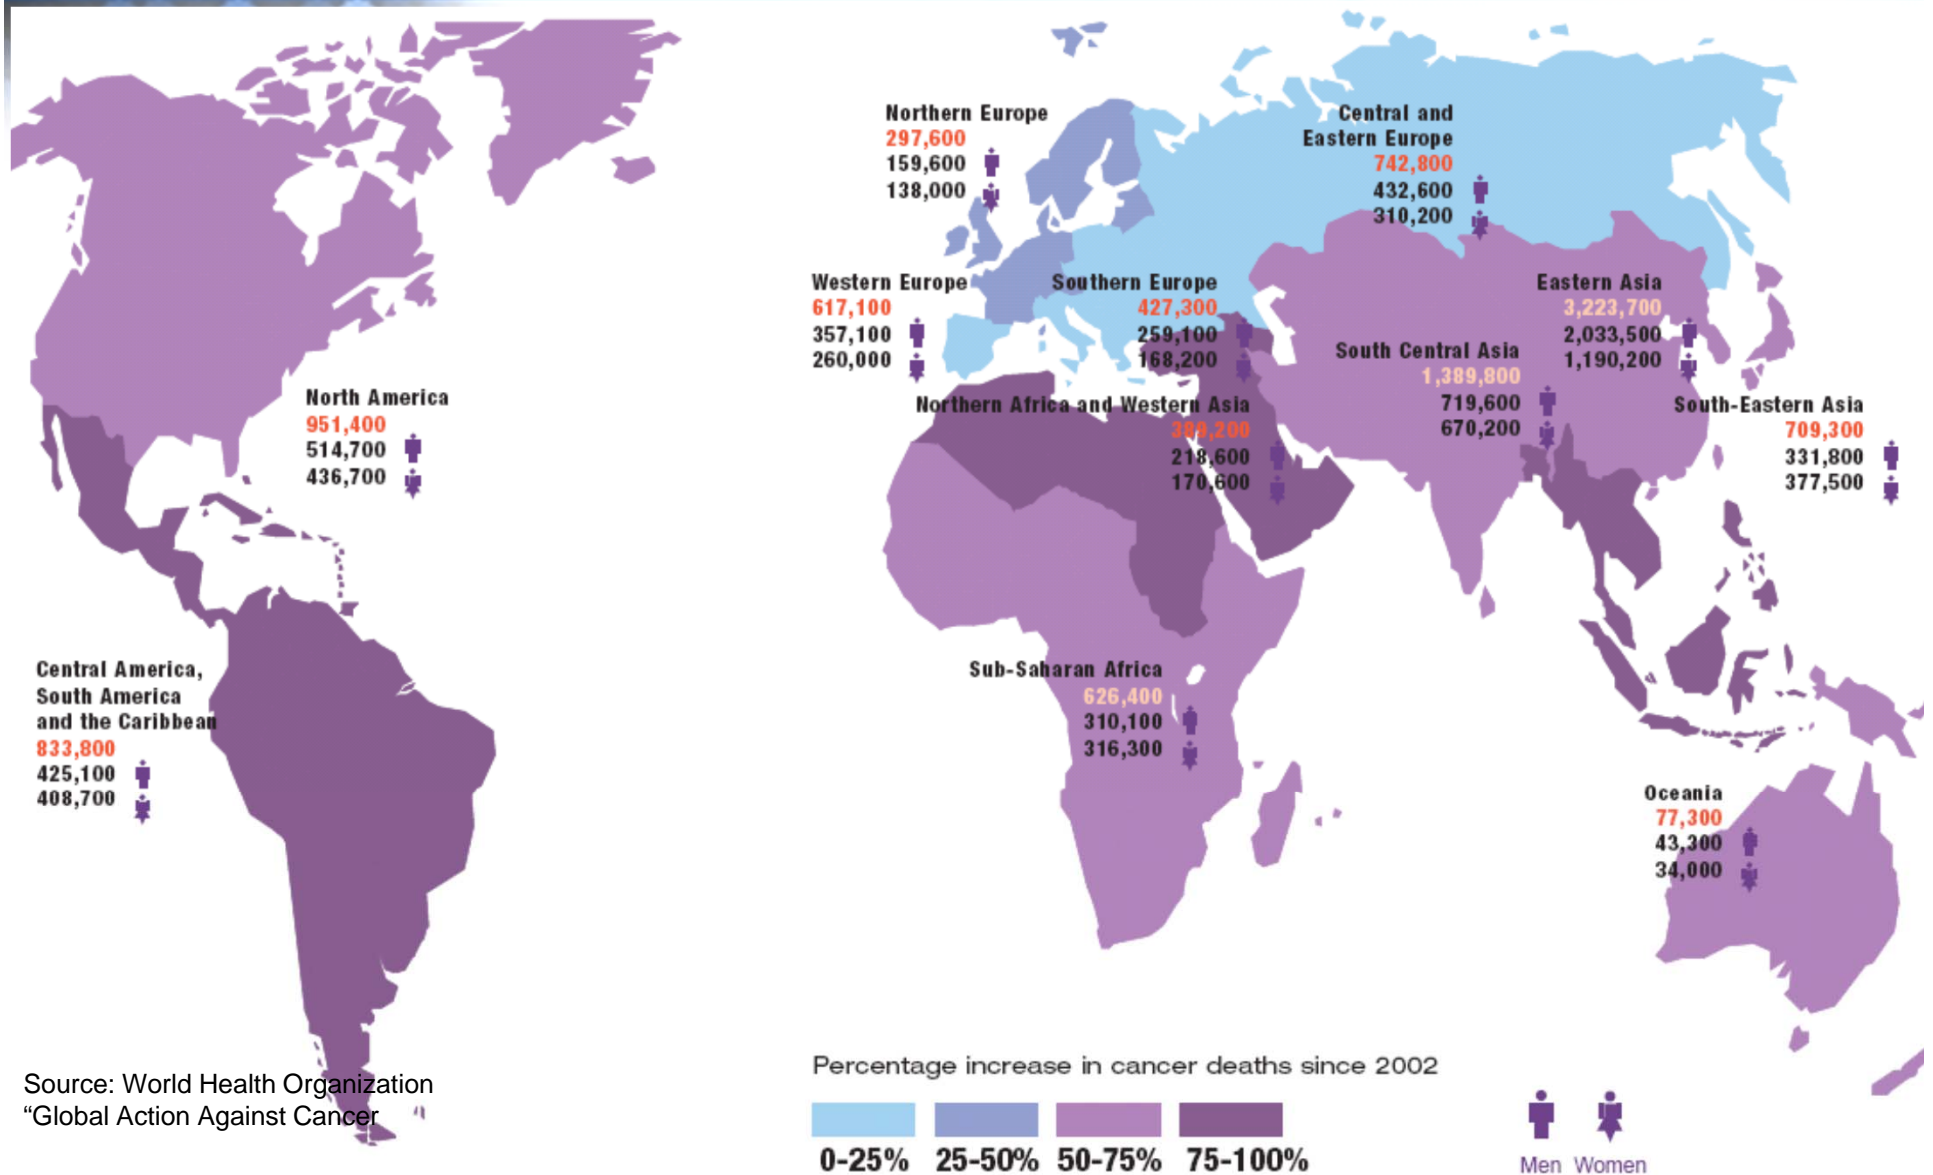 Northern Europe
297,600
159,600
138,000
Central and
Eastern Europe
742,800
432,600
310,200
Western Europe
617,100
357,100
260,000
Southern Europe
427,300
259,100
168,200
Eastern Asia
3,223,700
2,033,500
1,190,200
South Central Asia
1,389,800
719,600
670,200
North America
951,400
514,700
436,700
Northern Africa and Western Asia
389,200
218,600
170,600
South-Eastern Asia
709,300
331,800
377,500
Central America,
South America
and the Caribbean
833,800
425,100
408,700
Sub-Saharan Africa
626,400
310,100
316,300
Oceania
77,300
43,300
34,000
Source: World Health Organization
“Global Action Against Cancer
Percentage increase in cancer deaths since 2002
0-25% 25-50% 50-75% 75-100%
Men Women